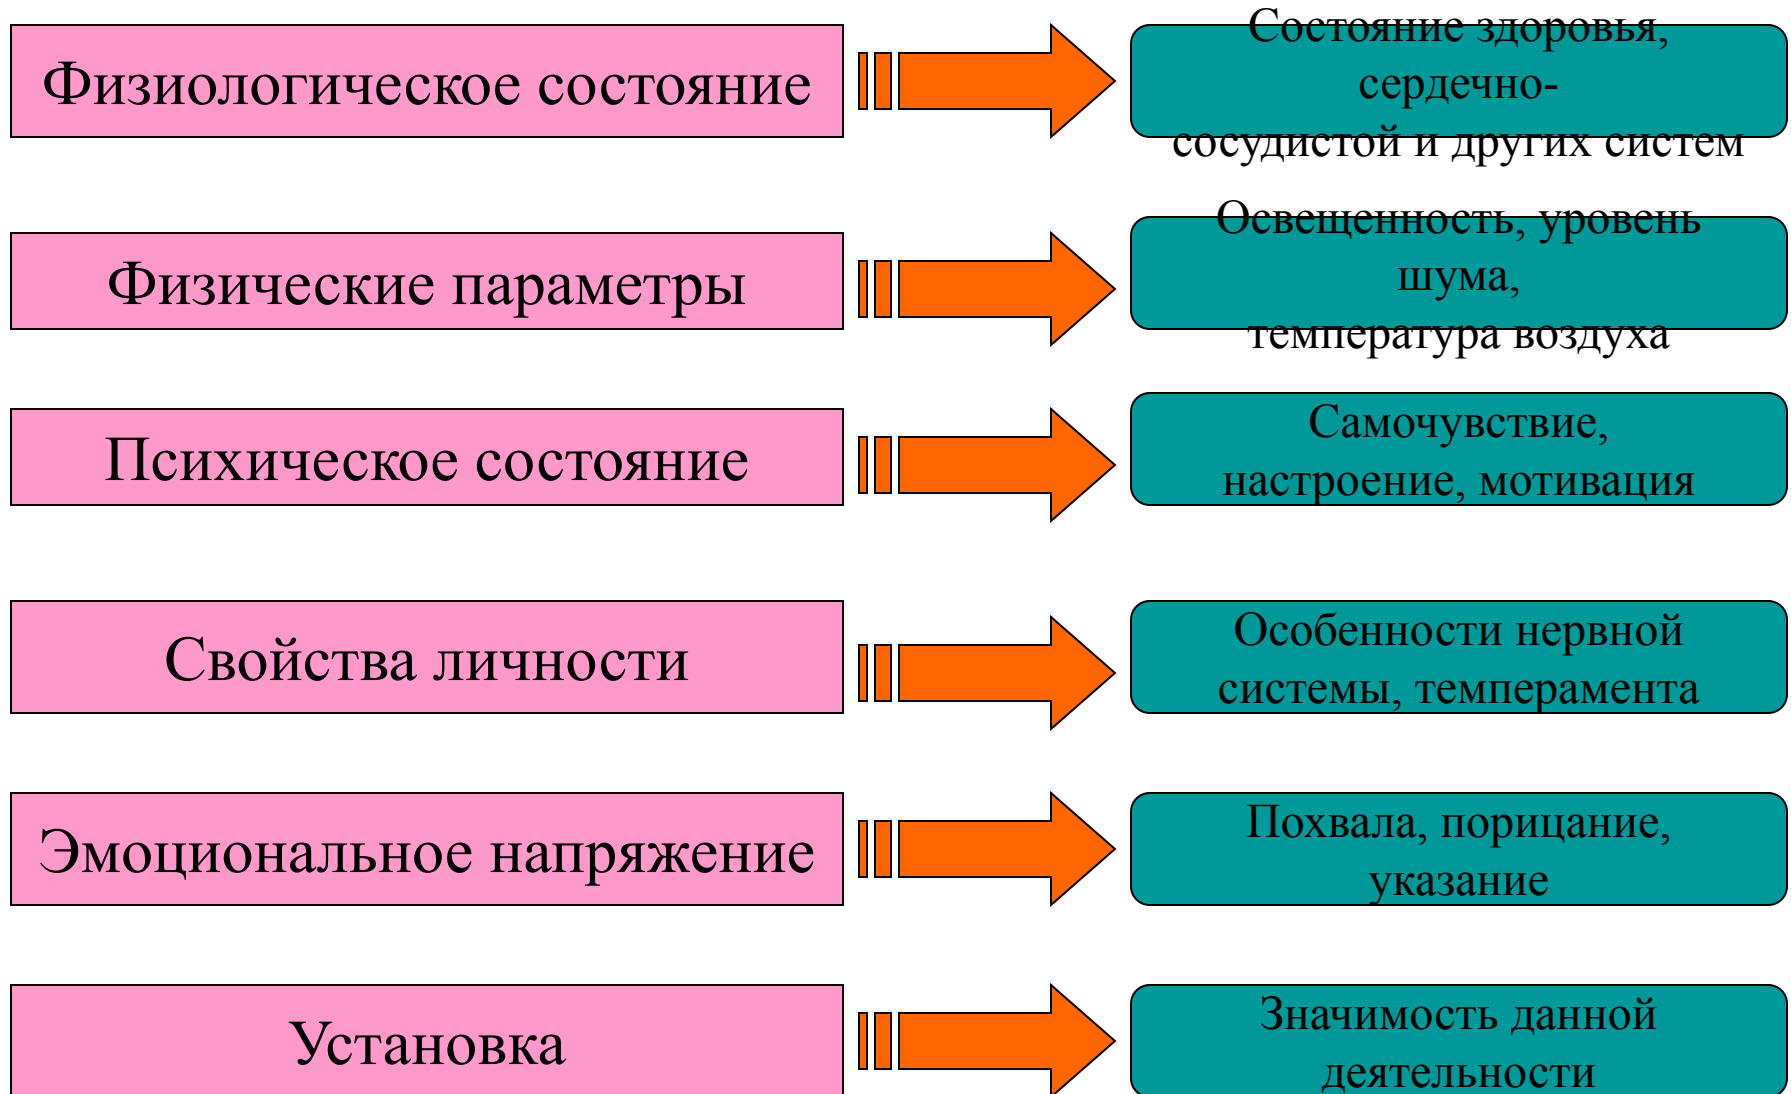 Физиологическое состояние
Состояние здоровья,
сердечно-
сосудистой и других систем
Физические параметры
Освещенность, уровень
шума,
температура воздуха
Психическое состояние
Самочувствие,
настроение, мотивация
Свойства личности
Особенности нервной
системы, темперамента
Эмоциональное напряжение
Похвала, порицание,
указание
Установка
Значимость данной
деятельности